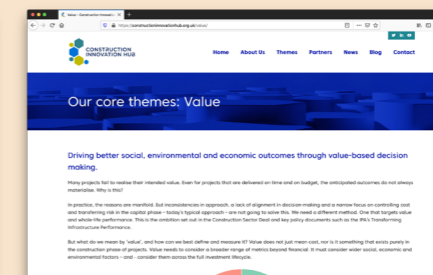 Value - Construction Innovation H
https://constructioninnovationhub.org.uk/value/
CONSTRUCTION
INNOVATION HUB
Home About Us Themes Partners News Blog Contact
Our core themes: Value
Driving better social, environmental and economic outcomes through value-based decision
making.
Many projects fail to realise their intended value. Even for projects that are delivered on time and on budget, the anticipated outcomes do not always
materialise. Why is this?
In practice, the reasons are manifold. But inconsistencies in approach, a lack of alignment in decision-making and a narrow focus on controlling cost
and transferring risk in the capital phase – today's typical approach – are not going to solve this. We need a different method. One that targets value
and whole-life performance. This is the ambition set out in the Construction Sector Deal and key policy documents such as the IPA's Transforming
Infrastructure Performance.
But what do we mean by 'value', and how can we best define and measure it? Value does not just mean cost, nor is it something that exists purely in
the construction phase of projects. Value needs to consider a broader range of metrics beyond financial. It must consider wider social, economic and
environmental factors – and - consider them across the full investment lifecycle.